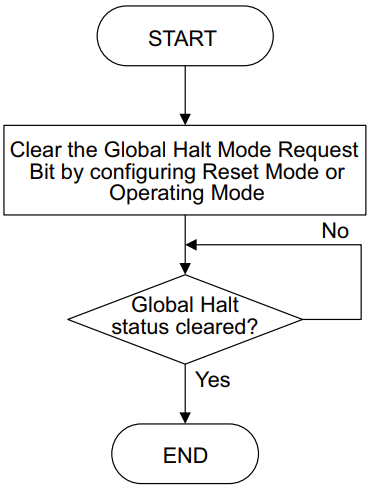 START
Clear the Global Halt Mode Request
Bit by configuring Reset Mode or
Operating Mode
No
Global Halt
status cleared?
Yes
END